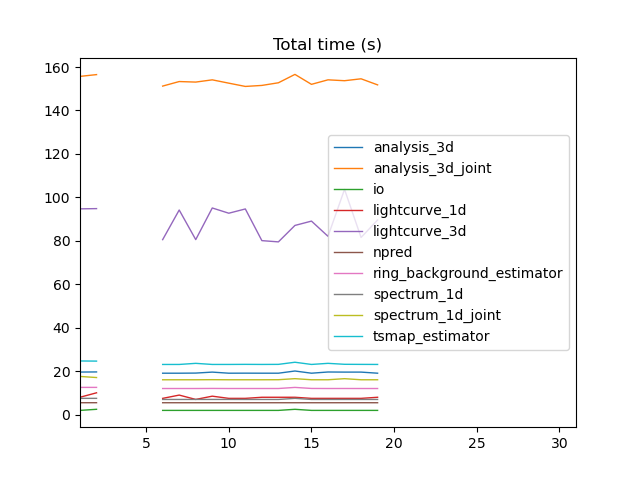 Total time (s)
160
140
120
100
80
60
40
20
0
analysis_3d
analysis_3d_joint
io
lightcurve_1d
lightcurve_3d
npred
ring_background_estimator
spectrum_1d
spectrum_1d_joint
tsmap_estimator
5 10 15 20 25 30